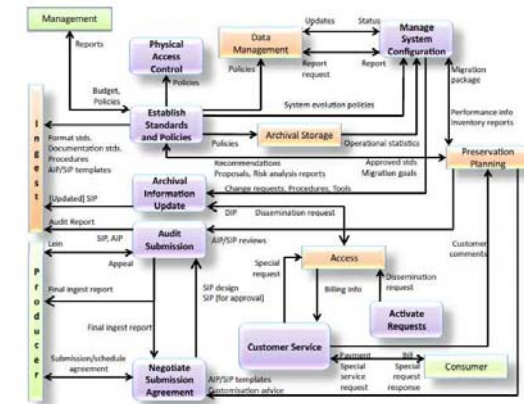 Management
Reports
Physical
Access
Control
Data
Management
Updates
Status
Manage
System
Configuration
Report
request
Report
Migration
package
Budget,
Policies
Policies
Policies
System evolution policies
Performance info
Inventory reports
Ingest
Format stds.
Documentation stds.
Procedures
AIP/SIP templates
Establish
Standards
and Policies
Policies
Archival Storage
Operational statistics
Recommendations
Proposals, Risk analysis reports
Approved stds
Migration goals
Preservation
Planning
[Updated] SIP
Archival
Information
Update
Change requests, Procedures, Tools
DIP
Dissemination request
Audit Report
SIP, AIP
Audit
Submission
AIP/SIP reviews
Customer
comments
Producer
Lein
Appeal
Special
request
Access
Dissemination
request
Final ingest report
SIP design
SIP [for approval]
Billing info
Activate
Requests
Final ingest report
Customer Service
Submission/schedule
agreement
Negotiate
Submission
Agreement
AIP/SIP templates
Customisation advice
Payment
Special
service
request
Bill
Special
request
response
Consumer